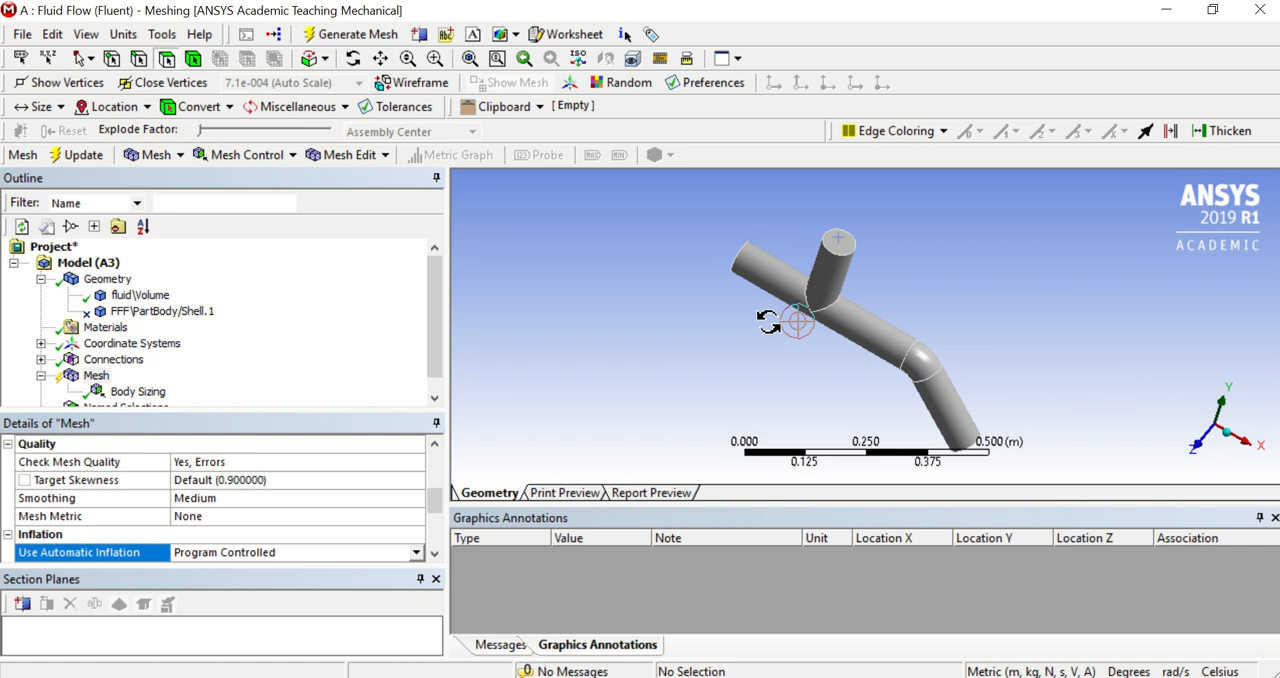 A : Fluid Flow (Fluent) - Meshing [ANSYS Academic Teaching Mechanical]
File Edit View Units Tools Help Generate Mesh Worksheet
Show Vertices Close Vertices 7.1e-004 (Auto Scale) Wireframe Show Mesh Random Preferences
Size Location Convert Miscellaneous Tolerances Clipboard [ Empty ]
Reset Explode Factor: Assembly Center Edge Coloring Thicken
Mesh Update Mesh Mesh Control Mesh Edit Metric Graph Probe MAX MIN
Outline
Filter: Name
Project*
Model (A3)
Geometry
fluid\Volume
FFF\PartBody/Shell.1
Materials
Coordinate Systems
Connections
Mesh
Body Sizing
Named Selections
ANSYS
2019 R1
ACADEMIC
0.000 0.250 0.500 (m)
0.125 0.375
Y
X
Z
Details of "Mesh"
Quality
Check Mesh Quality Yes, Errors
Target Skewness Default (0.900000)
Smoothing Medium
Mesh Metric None
Inflation
Use Automatic Inflation Program Controlled
Geometry Print Preview Report Preview
Graphics Annotations
Type Value Note Unit Location X Location Y Location Z Association
Section Planes
Messages Graphics Annotations
No Messages No Selection Metric (m, kg, N, s, V, A) Degrees rad/s Celsius